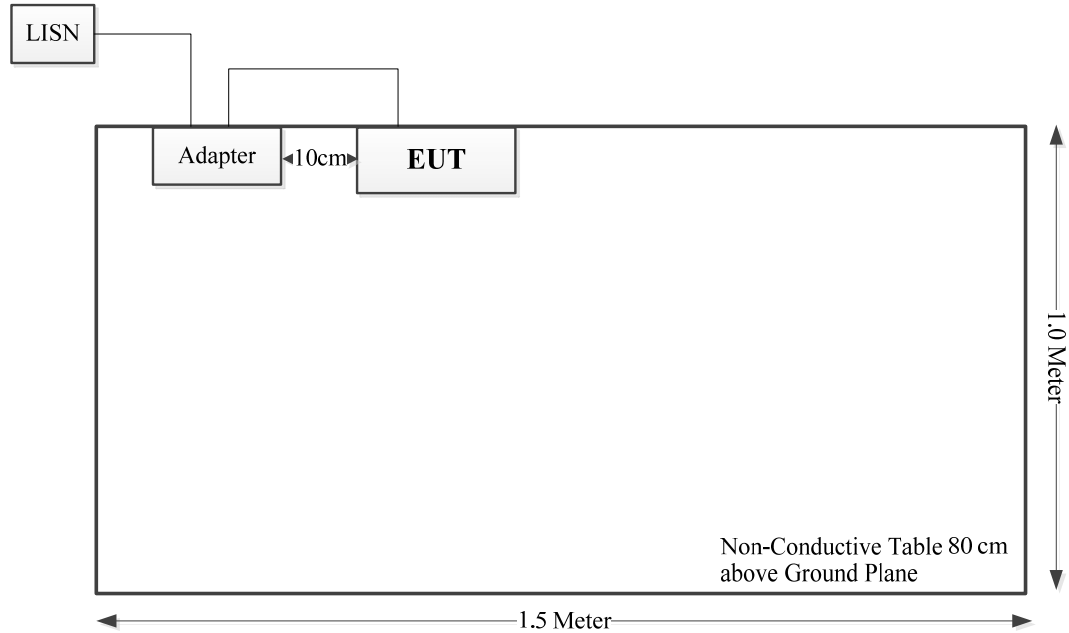 LISN
Adapter
10cm
EUT
1.0 Meter
Non-Conductive Table 80 cm
above Ground Plane
1.5 Meter